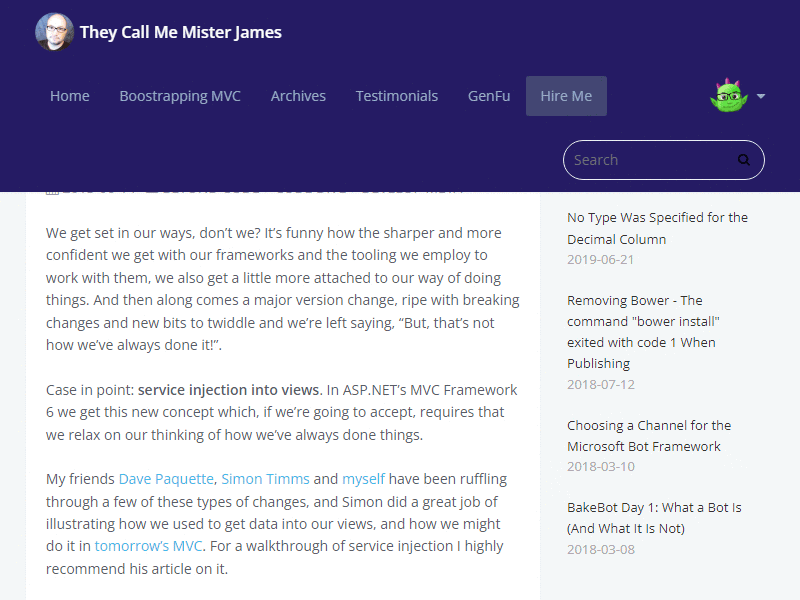 They Call Me Mister James
Home
Boostrapping MVC
Archives
Testimonials
GenFu
Hire Me
Search
We get set in our ways, don’t we? It’s funny how the sharper and more
confident we get with our frameworks and the tooling we employ to
work with them, we also get a little more attached to our way of doing
things. And then along comes a major version change, ripe with breaking
changes and new bits to twiddle and we’re left saying, “But, that’s not
how we’ve always done it!”.
Case in point: service injection into views. In ASP.NET’s MVC Framework
6 we get this new concept which, if we’re going to accept, requires that
we relax on our thinking of how we’ve always done things.
My friends Dave Paquette, Simon Timms and myself have been ruffling
through a few of these types of changes, and Simon did a great job of
illustrating how we used to get data into our views, and how we might
do it in tomorrow’s MVC. For a walkthrough of service injection I highly
recommend his article on it.
No Type Was Specified for the
Decimal Column
2019-06-21
Removing Bower - The
command "bower install"
exited with code 1 When
Publishing
2018-07-12
Choosing a Channel for the
Microsoft Bot Framework
2018-03-10
BakeBot Day 1: What a Bot Is
(And What It Is Not)
2018-03-08